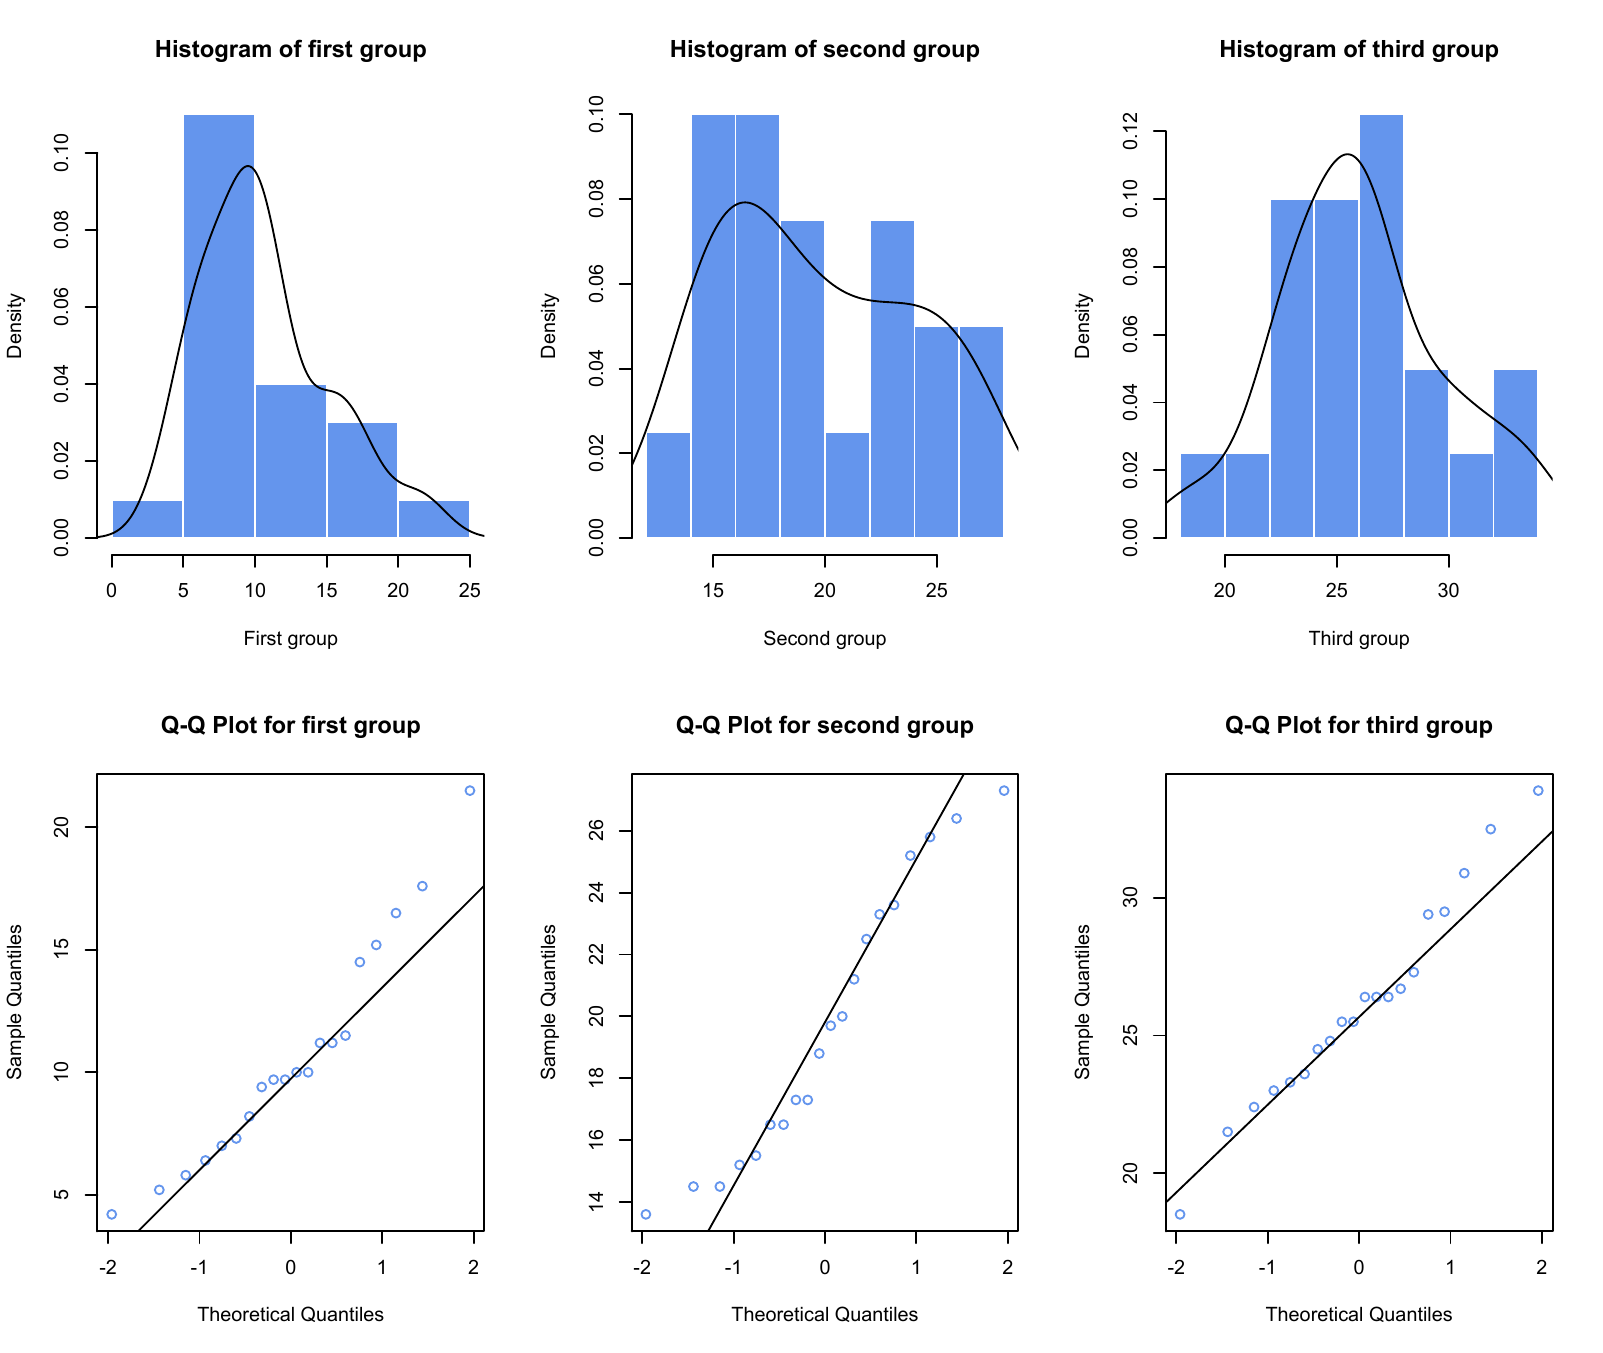 Histogram of first group
Density
0.00 0.02 0.04 0.06 0.08 0.10
0 5 10 15 20 25
First group
Histogram of second group
Density
0.00 0.02 0.04 0.06 0.08 0.10
15 20 25
Second group
Histogram of third group
Density
0.00 0.02 0.04 0.06 0.08 0.10 0.12
20 25 30
Third group
Q-Q Plot for first group
Sample Quantiles
5 10 15 20
-2 -1 0 1 2
Theoretical Quantiles
Q-Q Plot for second group
Sample Quantiles
14 16 18 20 22 24 26
-2 -1 0 1 2
Theoretical Quantiles
Q-Q Plot for third group
Sample Quantiles
20 25 30
-2 -1 0 1 2
Theoretical Quantiles